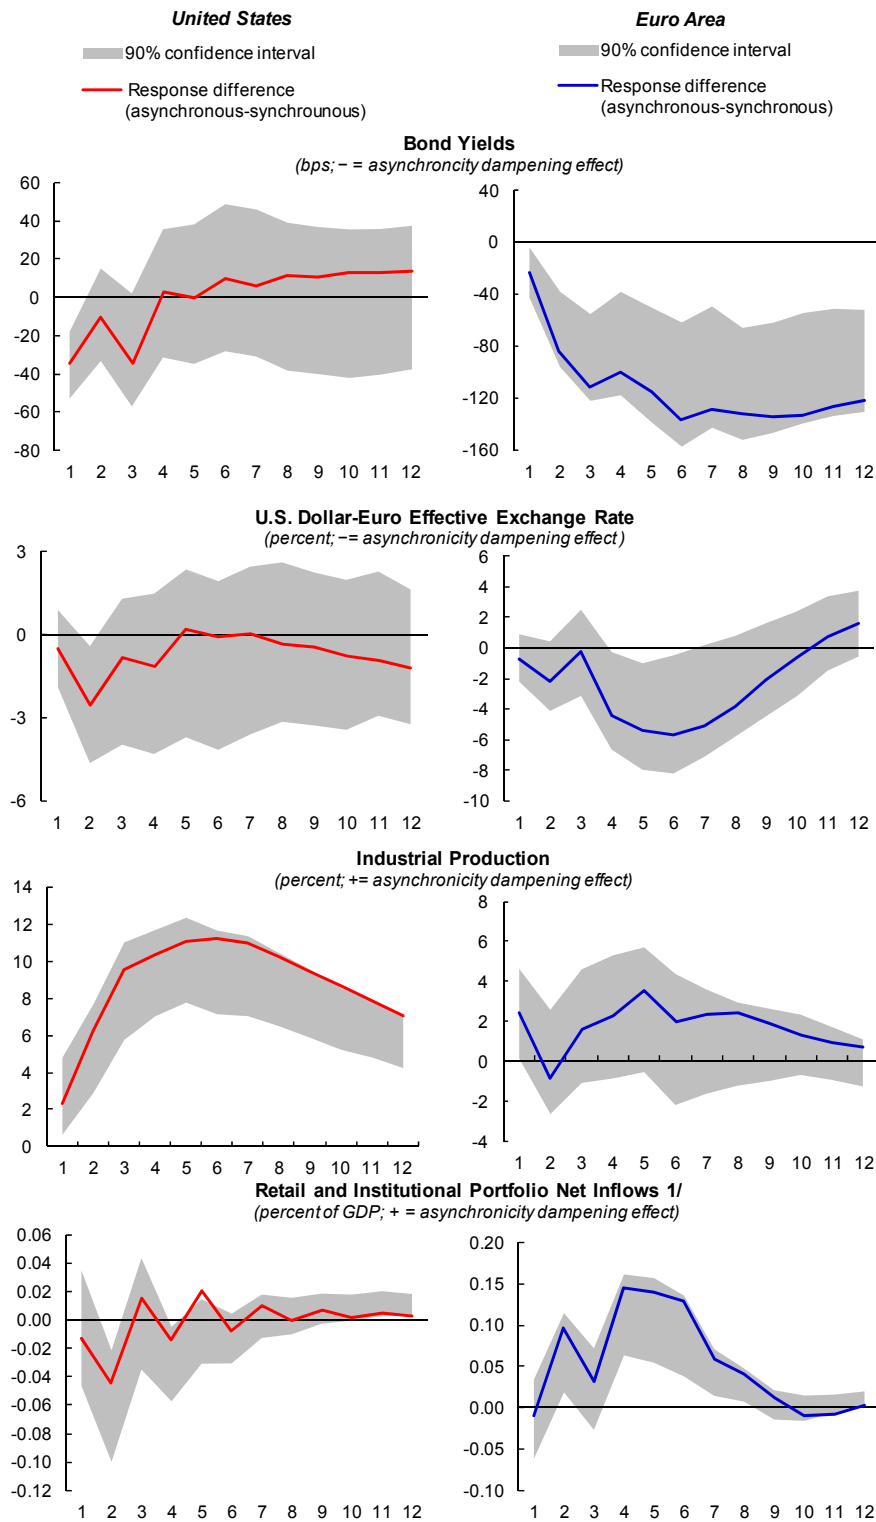 United States
90% confidence interval
Response difference
(asynchronous-synchrounous)
Euro Area
90% confidence interval
Response difference
(asynchronous-synchronous)
Bond Yields
(bps; − = asynchroncity dampening effect)
60
40
20
0
-20
-40
-60
-80
1 2 3 4 5 6 7 8 9 10 11 12
40
0
-40
-80
-120
-160
1 2 3 4 5 6 7 8 9 10 11 12
U.S. Dollar-Euro Effective Exchange Rate
(percent; −= asynchronicity dampening effect )
3
0
-3
-6
1 2 3 4 5 6 7 8 9 10 11 12
6
4
2
0
-2
-4
-6
-8
-10
1 2 3 4 5 6 7 8 9 10 11 12
Industrial Production
(percent; += asynchronicity dampening effect)
14
12
10
8
6
4
2
0
1 2 3 4 5 6 7 8 9 10 11 12
8
6
4
2
0
-2
-4
1 2 3 4 5 6 7 8 9 10 11 12
Retail and Institutional Portfolio Net Inflows 1/
(percent of GDP; + = asynchronicity dampening effect)
0.06
0.04
0.02
0.00
-0.02
-0.04
-0.06
-0.08
-0.10
-0.12
1 2 3 4 5 6 7 8 9 10 11 12
0.20
0.15
0.10
0.05
0.00
-0.05
-0.10
1 2 3 4 5 6 7 8 9 10 11 12